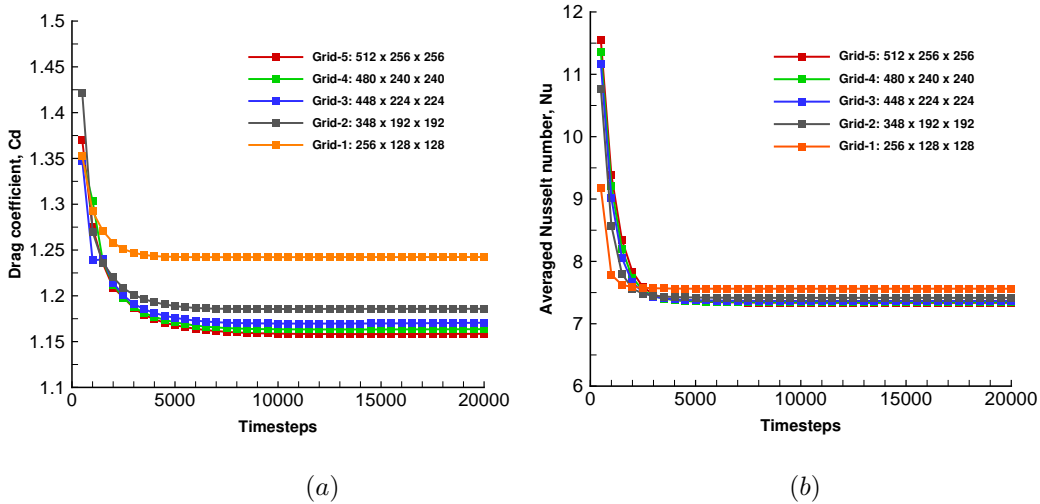 1.5
1.45
1.4
1.35
1.3
1.25
1.2
1.15
1.1
Drag coefficient, Cd
Grid-5: 512 x 256 x 256
Grid-4: 480 x 240 x 240
Grid-3: 448 x 224 x 224
Grid-2: 348 x 192 x 192
Grid-1: 256 x 128 x 128
0 5000 10000 15000 20000
Timesteps
(a)
12
11
10
9
8
7
6
Averaged Nusselt number, Nu
Grid-5: 512 x 256 x 256
Grid-4: 480 x 240 x 240
Grid-3: 448 x 224 x 224
Grid-2: 348 x 192 x 192
Grid-1: 256 x 128 x 128
0 5000 10000 15000 20000
Timesteps
(b)